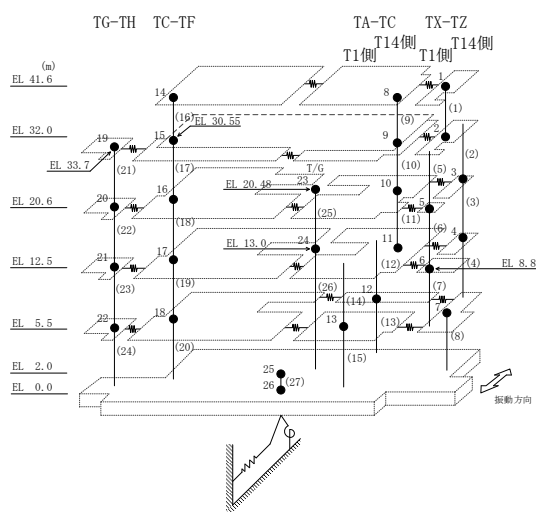 TG-TH TC-TF TA-TC TX-TZ
T14側 T14側
T1側 T1側
(m)
EL 41.6
14 8 1
(16) EL 30.55 (9) (1)
EL 32.0
19 15 9 2
EL 33.7
(21) (17) (10) (2)
T/G
EL 20.48 23 10 (5) 3
EL 20.6
20 16 (11) 5 (3)
(22) (18) (25)
EL 13.0 24 11 (6) 4
EL 12.5
21 17 (12) 6 (4) EL 8.8
(23) (19) (26) (14) 12 (7)
EL 5.5
22 18 13 (13) 7
(24) (20) (15) (8)
EL 2.0
25
EL 0.0
26 (27)
振動方向